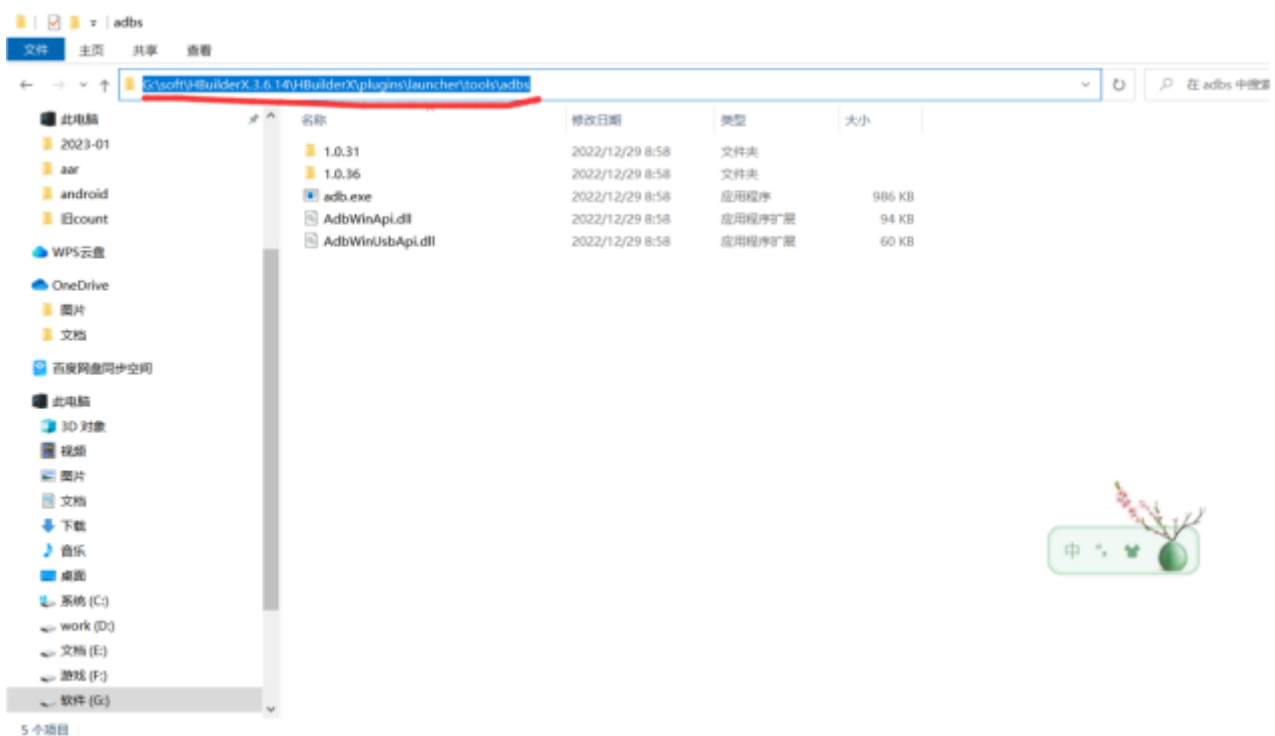 adbs
文件 主页 共享 查看
G:\soft\HBuilderX.3.6.14\HBuilderX\plugins\launcher\tools\adbs
在 adbs 中搜索
此电脑
2023-01
aar
android
旧count
WPS云盘
OneDrive
图片
文档
百度网盘同步空间
此电脑
3D 对象
视频
图片
文档
下载
音乐
桌面
系统 (C:)
work (D:)
文档 (E:)
游戏 (F:)
软件 (G:)
名称 修改日期 类型 大小
1.0.31 2022/12/29 8:58 文件夹
1.0.36 2022/12/29 8:58 文件夹
adb.exe 2022/12/29 8:58 应用程序 986 KB
AdbWinApi.dll 2022/12/29 8:58 应用程序扩展 94 KB
AdbWinUsbApi.dll 2022/12/29 8:58 应用程序扩展 60 KB
中 °,
5 个项目